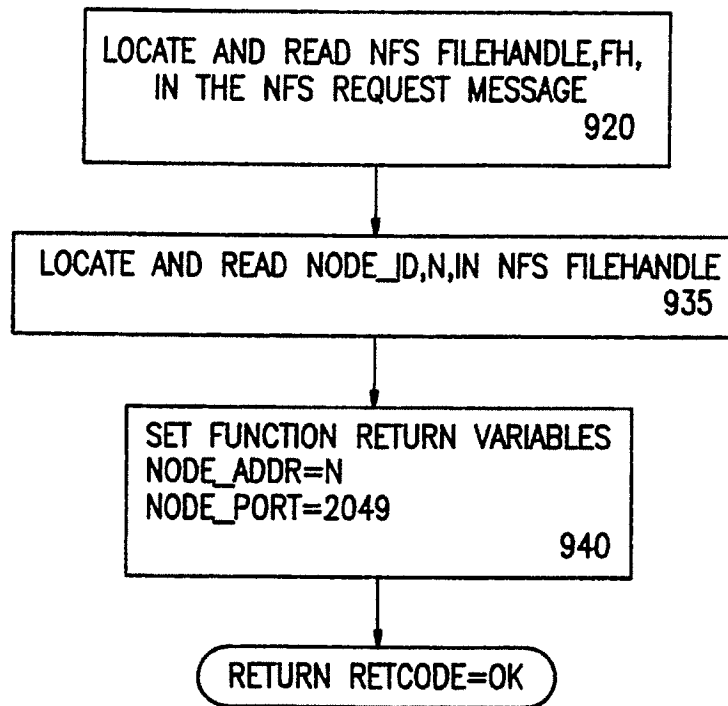 LOCATE AND READ NFS FILEHANDLE,FH,
IN THE NFS REQUEST MESSAGE
920
LOCATE AND READ NODE_ID,N,IN NFS FILEHANDLE
935
SET FUNCTION RETURN VARIABLES
NODE_ADDR=N
NODE_PORT=2049
940
RETURN RETCODE=OK